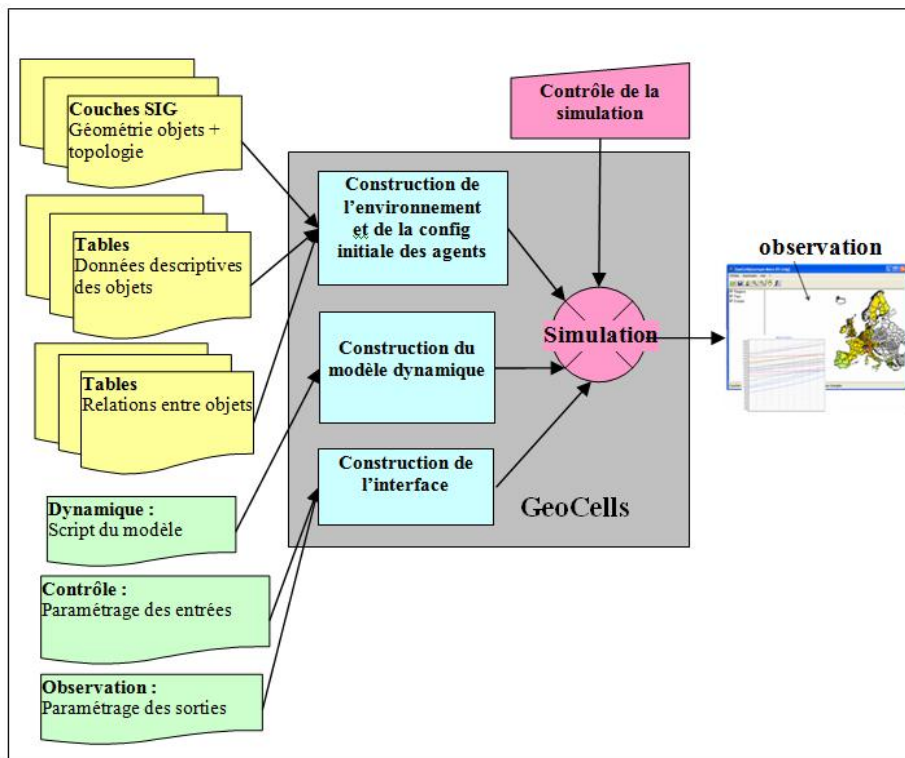 Couches SIG
Géométrie objets +
topologie
Tables
Données descriptives
des objets
Tables
Relations entre objets
Dynamique :
Script du modèle
Contrôle :
Paramétrage des entrées
Observation :
Paramétrage des sorties
Construction de
l'environnement
et de la config
initiale des agents
Construction du
modèle dynamique
Construction de
l'interface
GeoCells
Contrôle de la
simulation
Simulation
observation